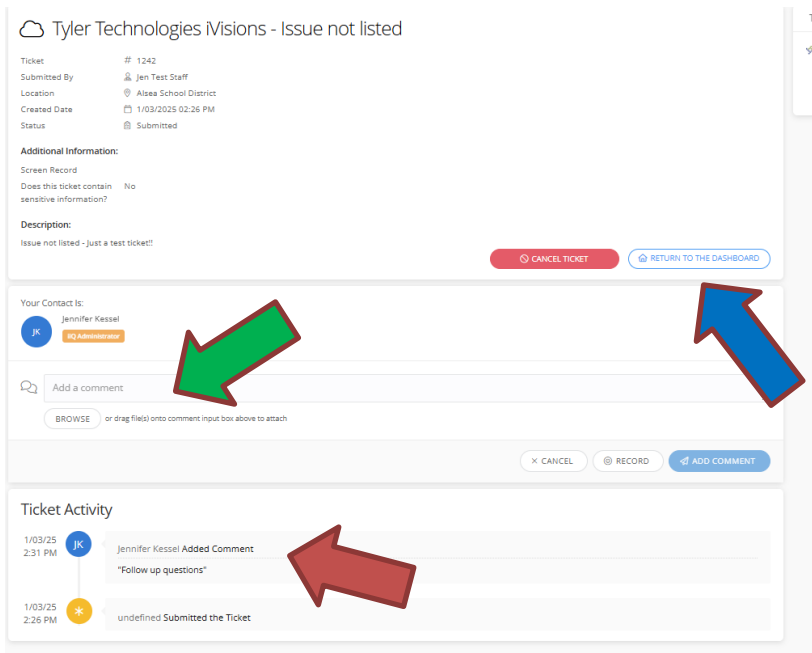 Tyler Technologies iVisions - Issue not listed
Ticket # 1242
Submitted By Jen Test Staff
Location Alsea School District
Created Date 1/03/2025 02:26 PM
Status Submitted
Additional Information:
Screen Record
Does this ticket contain No
sensitive information?
Description:
Issue not listed - Just a test ticket!!
CANCEL TICKET RETURN TO THE DASHBOARD
Your Contact Is:
JK Jennifer Kessel
IIQ Administrator
Add a comment
BROWSE or drag file(s) onto comment input box above to attach
× CANCEL RECORD ADD COMMENT
Ticket Activity
1/03/25
2:31 PM
JK
Jennifer Kessel Added Comment
"Follow up questions"
1/03/25
2:26 PM
undefined Submitted the Ticket